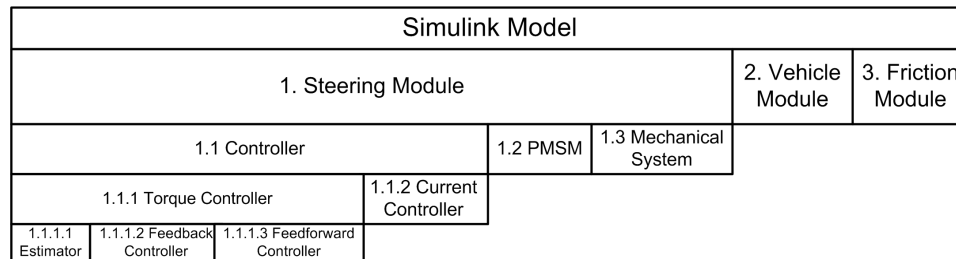 Simulink Model
1. Steering Module
2. Vehicle
Module
3. Friction
Module
1.1 Controller
1.2 PMSM
1.3 Mechanical
System
1.1.1 Torque Controller
1.1.2 Current
Controller
1.1.1.1
Estimator
1.1.1.2 Feedback
Controller
1.1.1.3 Feedforward
Controller